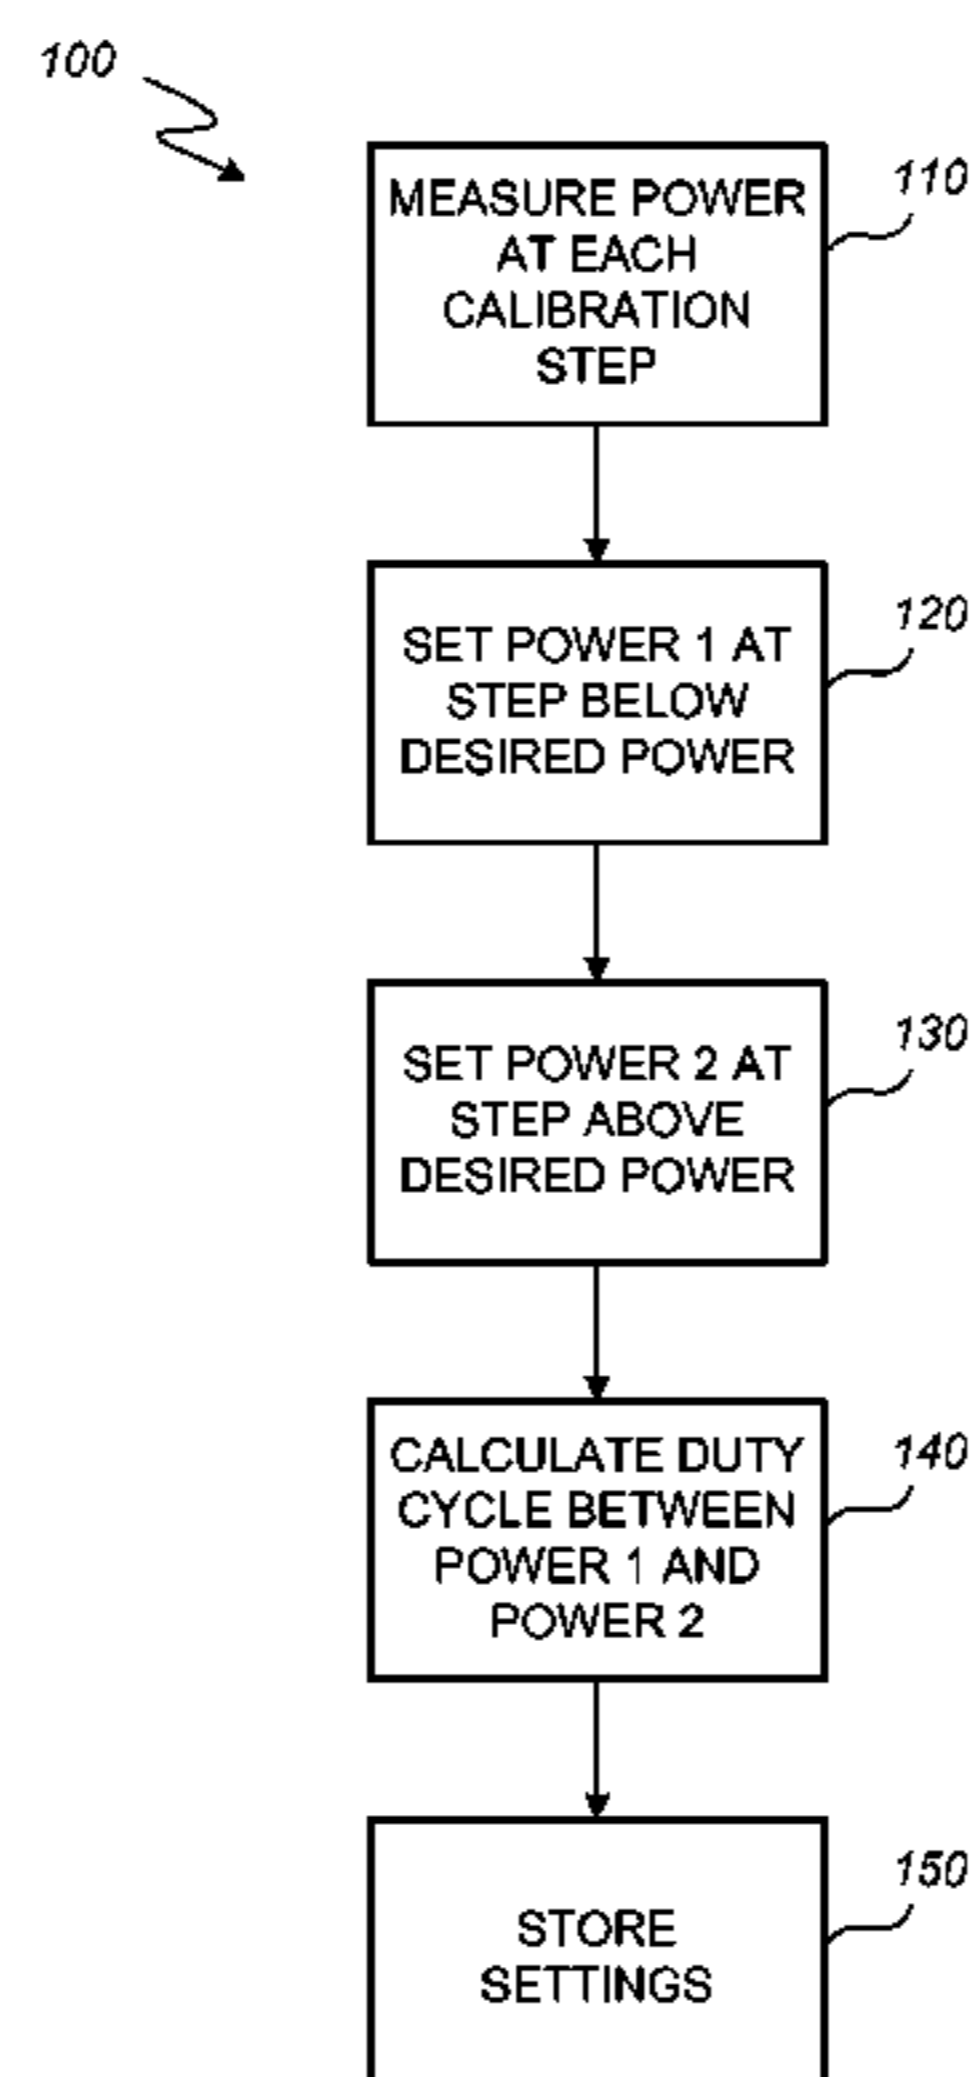 100
110
MEASURE POWER
AT EACH
CALIBRATION
STEP
120
SET POWER 1 AT
STEP BELOW
DESIRED POWER
130
SET POWER 2 AT
STEP ABOVE
DESIRED POWER
140
CALCULATE DUTY
CYCLE BETWEEN
POWER 1 AND
POWER 2
150
STORE
SETTINGS